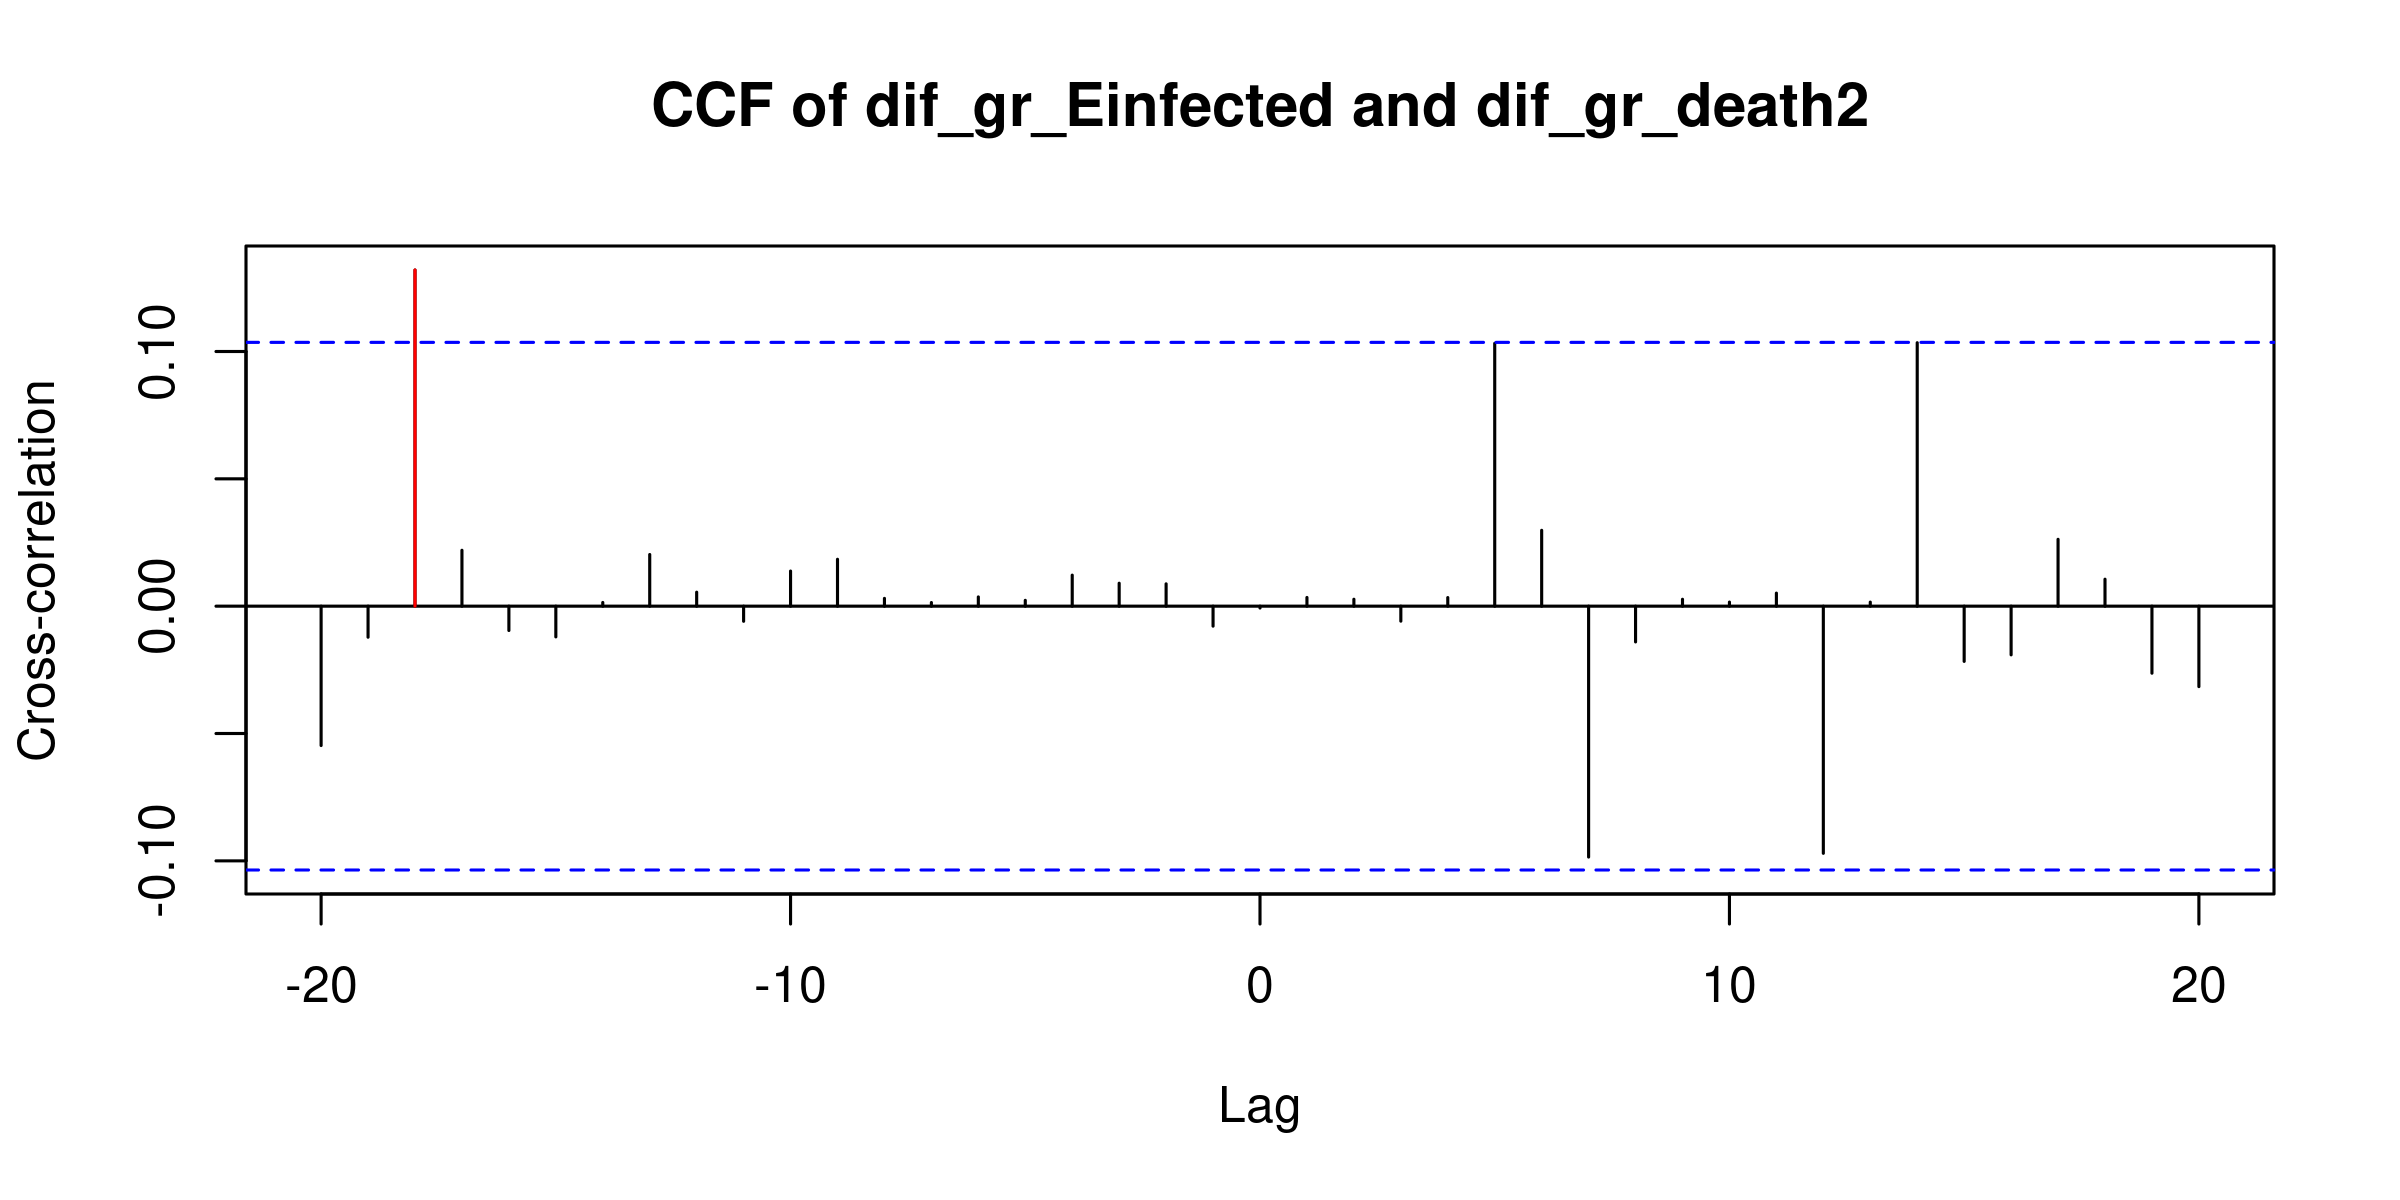 CCF of dif_gr_Einfected and dif_gr_death2
Cross-correlation
0.10
0.00
-0.10
-20 -10 0 10 20
Lag